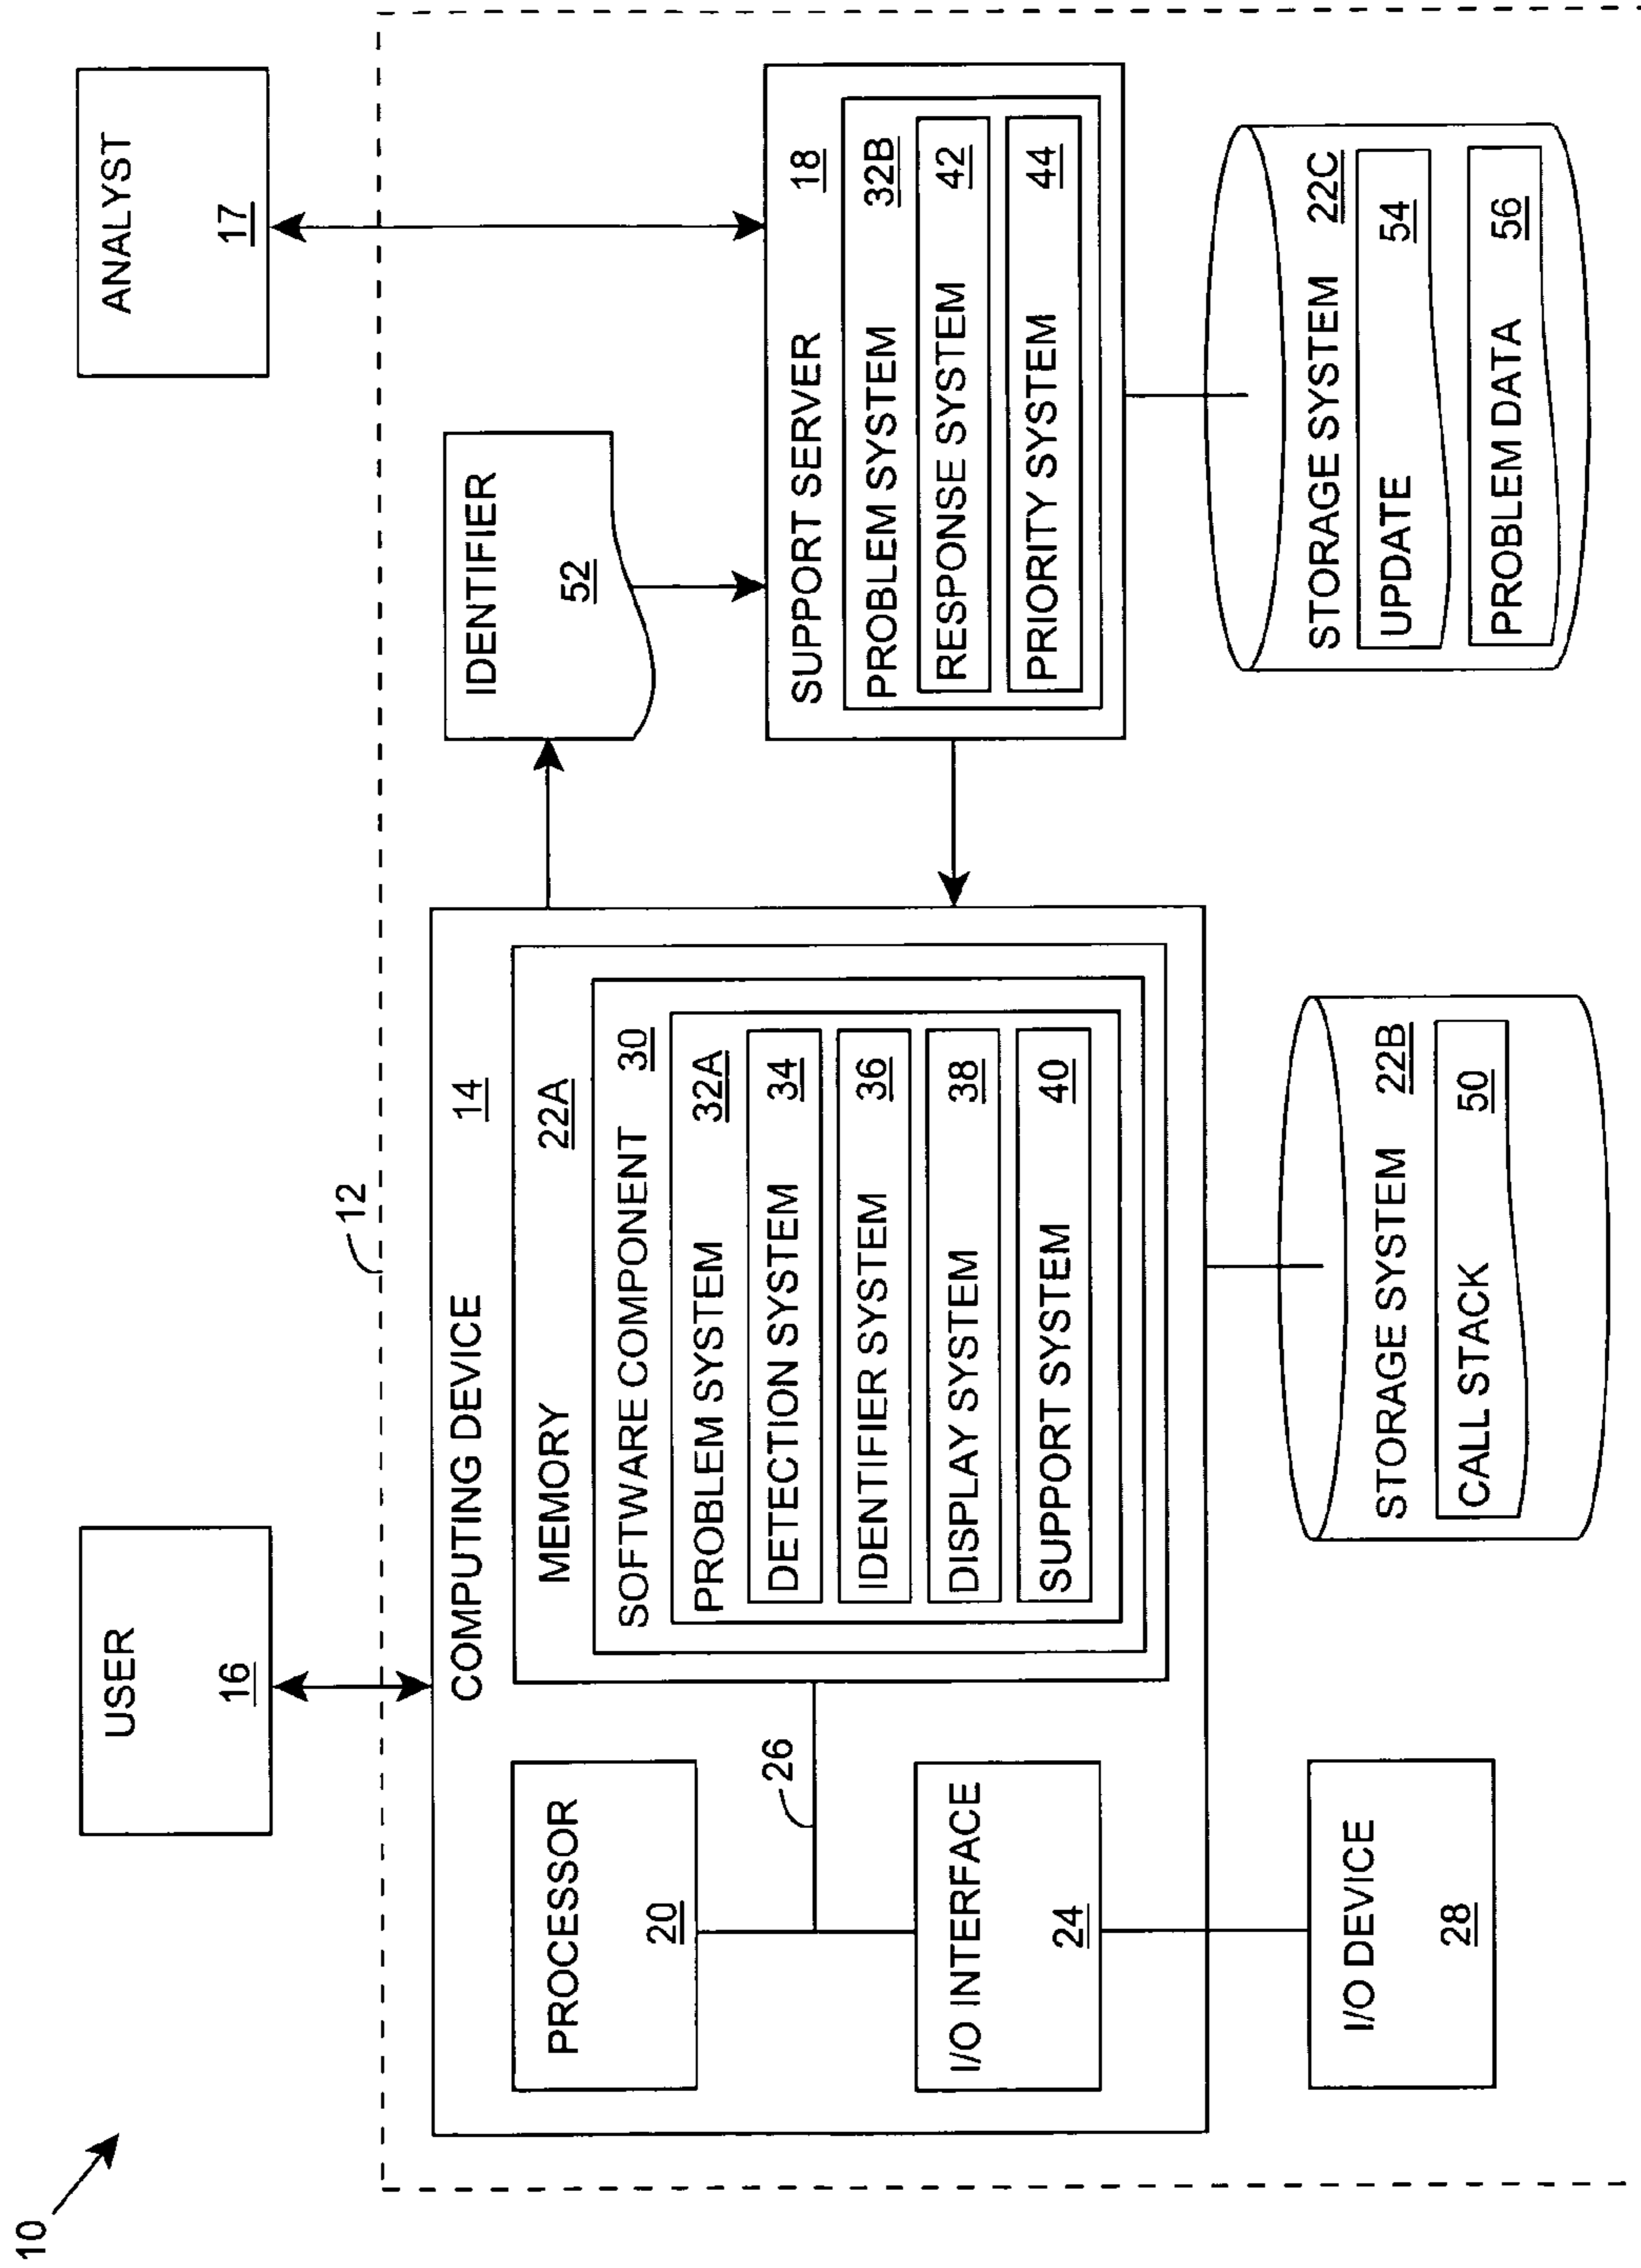 10
12
USER
16
ANALYST
17
COMPUTING DEVICE 14
PROCESSOR
20
26
I/O INTERFACE
24
I/O DEVICE
28
MEMORY 22A
SOFTWARE COMPONENT 30
PROBLEM SYSTEM 32A
DETECTION SYSTEM 34
IDENTIFIER SYSTEM 36
DISPLAY SYSTEM 38
SUPPORT SYSTEM 40
STORAGE SYSTEM 22B
CALL STACK 50
IDENTIFIER
52
SUPPORT SERVER 18
PROBLEM SYSTEM 32B
RESPONSE SYSTEM 42
PRIORITY SYSTEM 44
STORAGE SYSTEM 22C
UPDATE 54
PROBLEM DATA 56